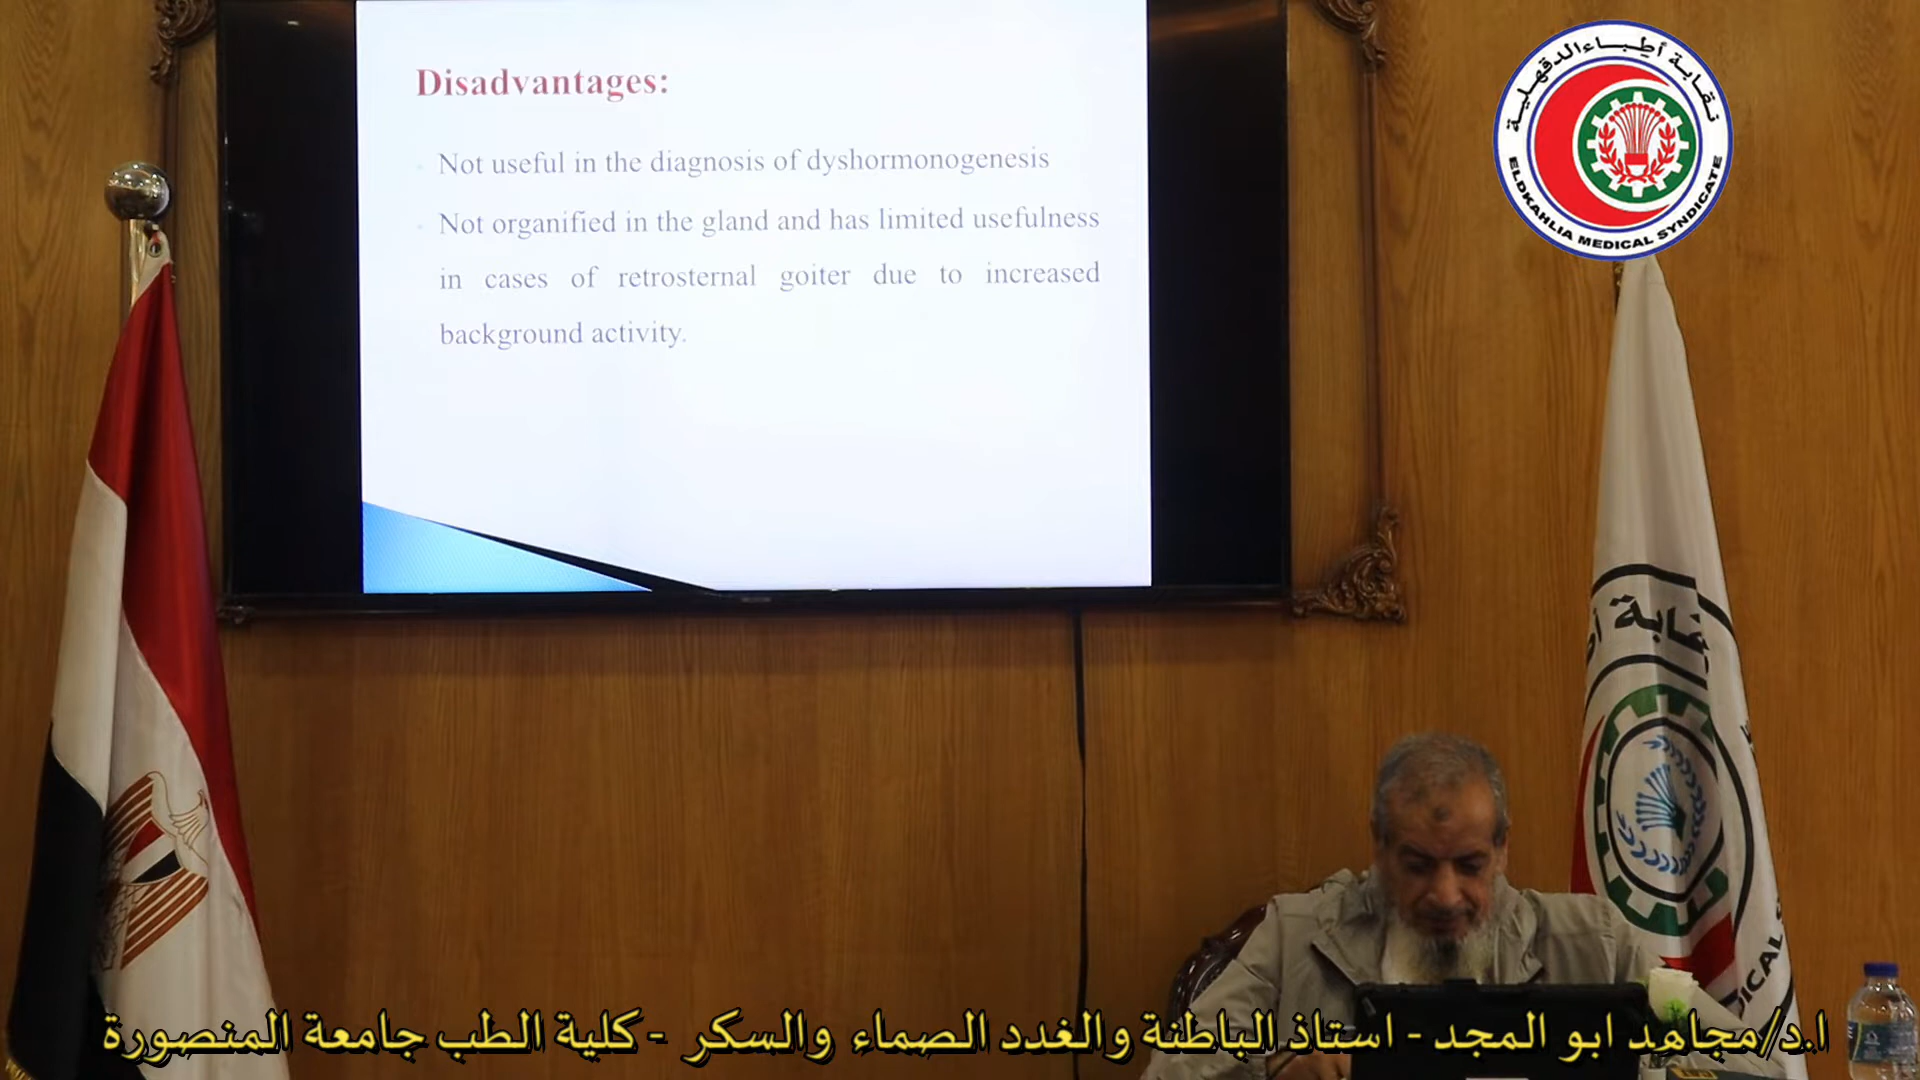 Disadvantages:
Not useful in the diagnosis of dyshormonogenesis
Not organified in the gland and has limited usefulness
in cases of retrosternal goiter due to increased
background activity.
نقابة أطباء الدقهلية
ELDKAHLIA MEDICAL SYNDICATE
نقابة أط
DICAL S
ا.د/مجاهد ابو المجد - استاذ الباطنة والغدد الصماء والسكر - كلية الطب جامعة المنصورة